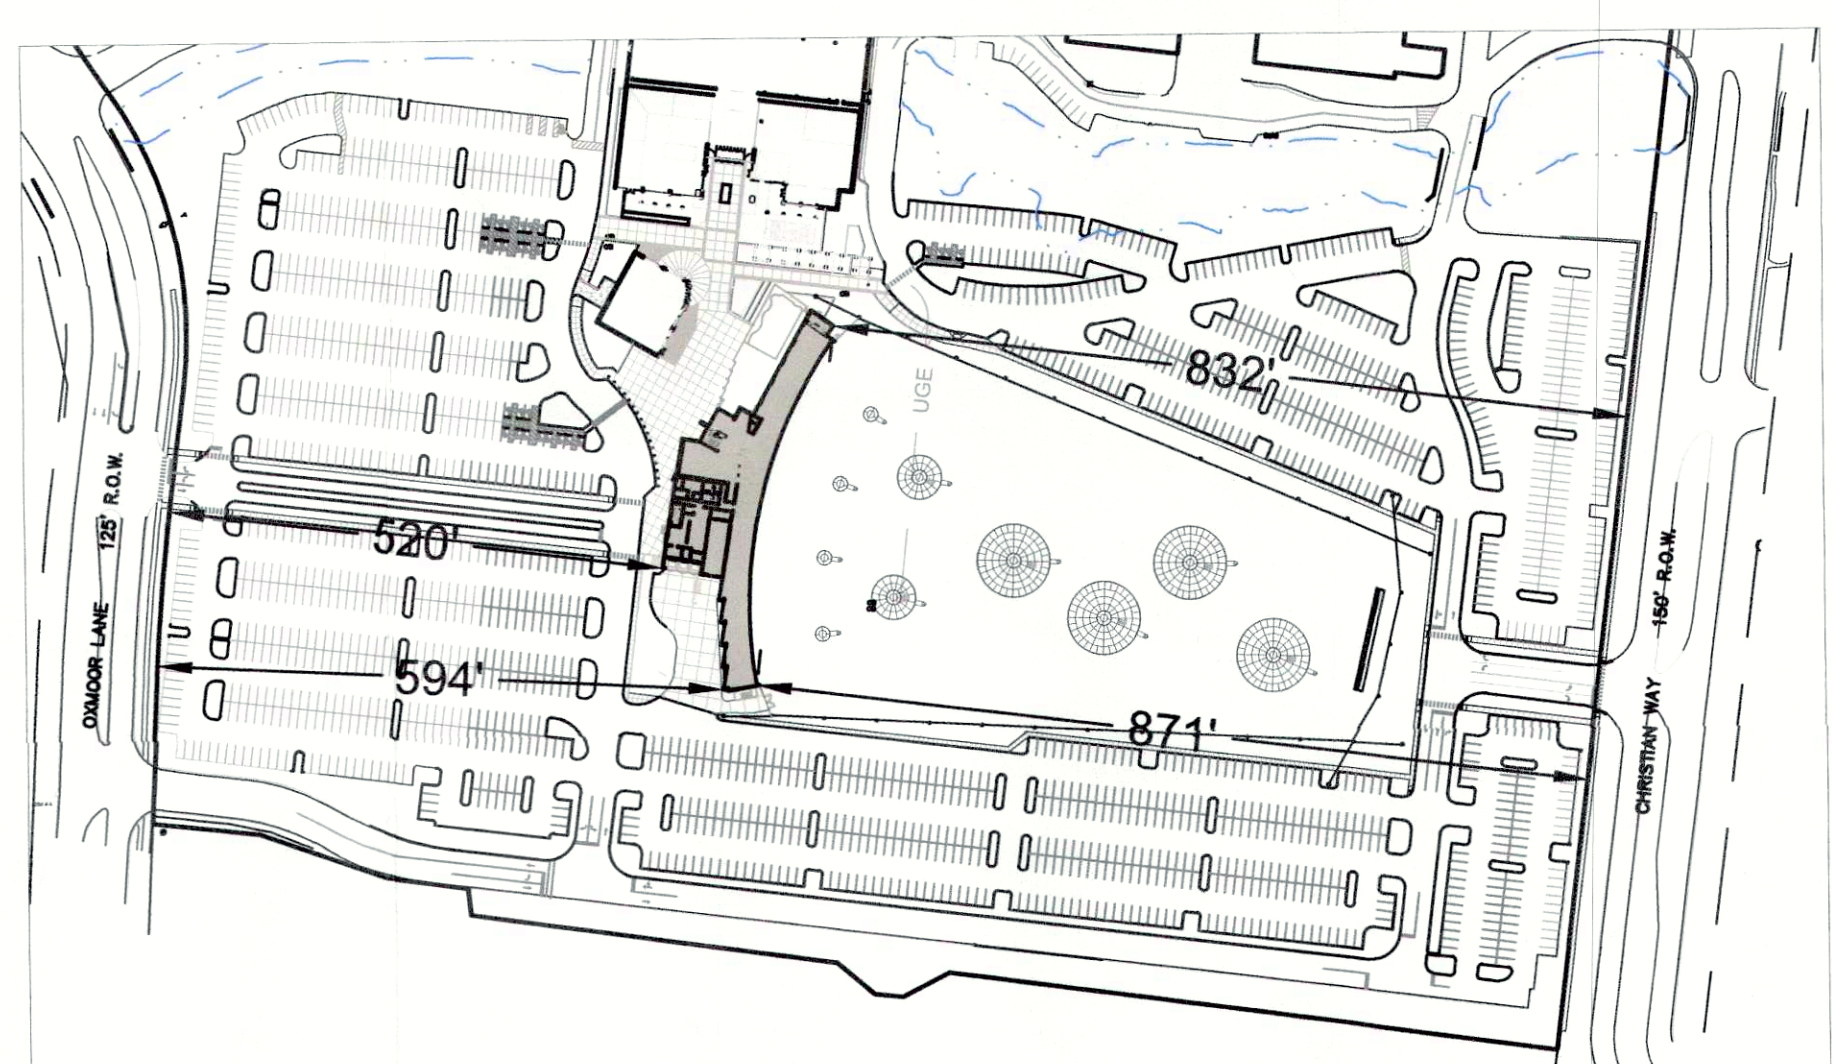 832'
UGE
520'
125' R.O.W.
OXMOOR LANE
594'
871'
150' R.O.W.
CHRISTIAN WAY